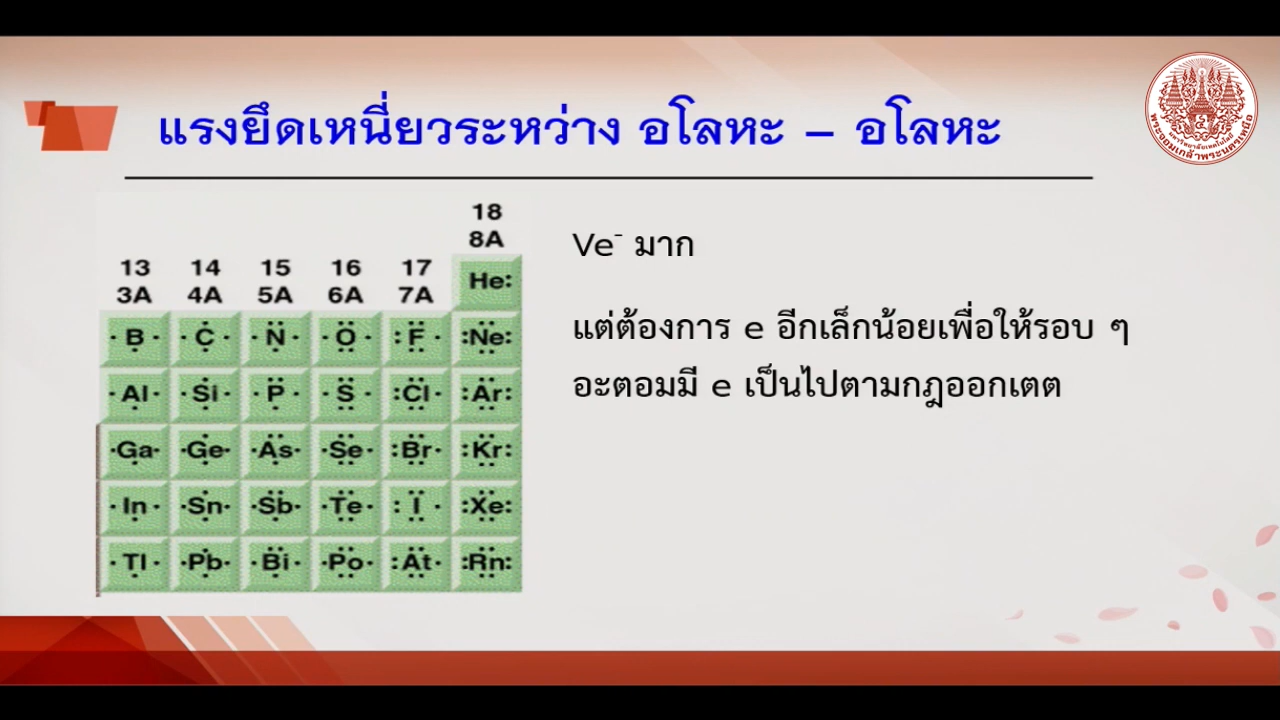 แรงยึดเหนี่ยวระหว่าง อโลหะ – อโลหะ
18
8A
13 14 15 16 17
3A 4A 5A 6A 7A
He:
B C N O F Ne
Al Si P S Cl Ar
Ga Ge As Se Br Kr
In Sn Sb Te I Xe
Tl Pb Bi Po At Rn
Ve⁻ มาก
แต่ต้องการ e อีกเล็กน้อยเพื่อให้รอบ ๆ
อะตอมมี e เป็นไปตามกฎออกเตต